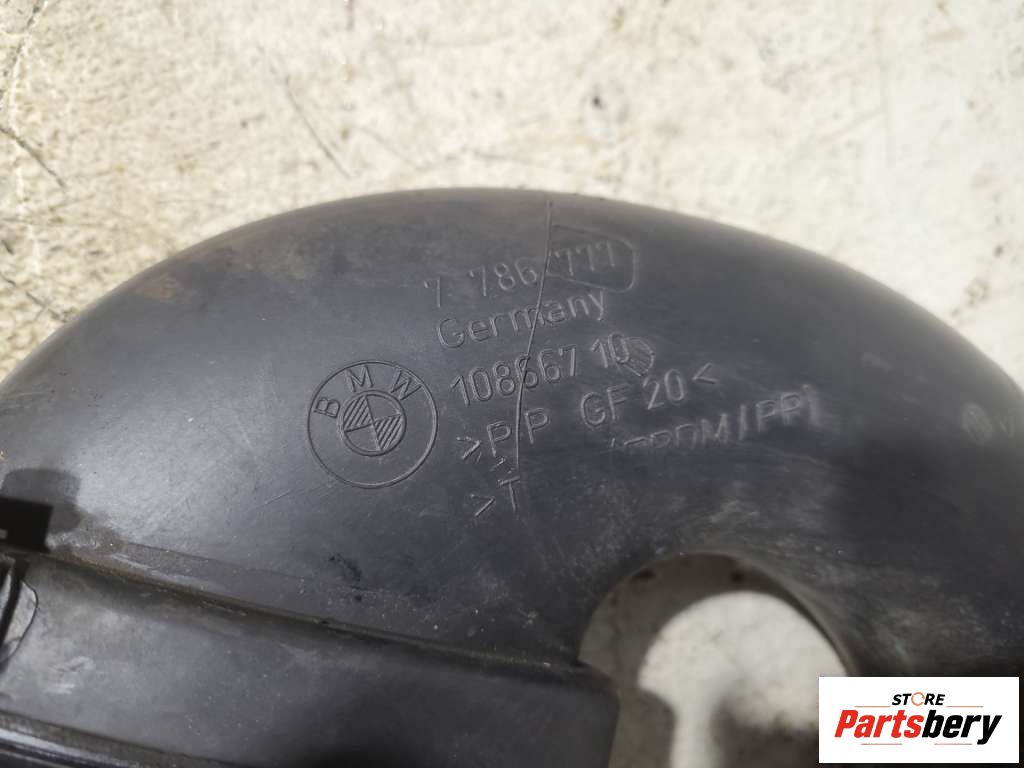 7 786 777
Germany
108667 10
BMW
>PP GF 20<
>T
STORE
Partsbery